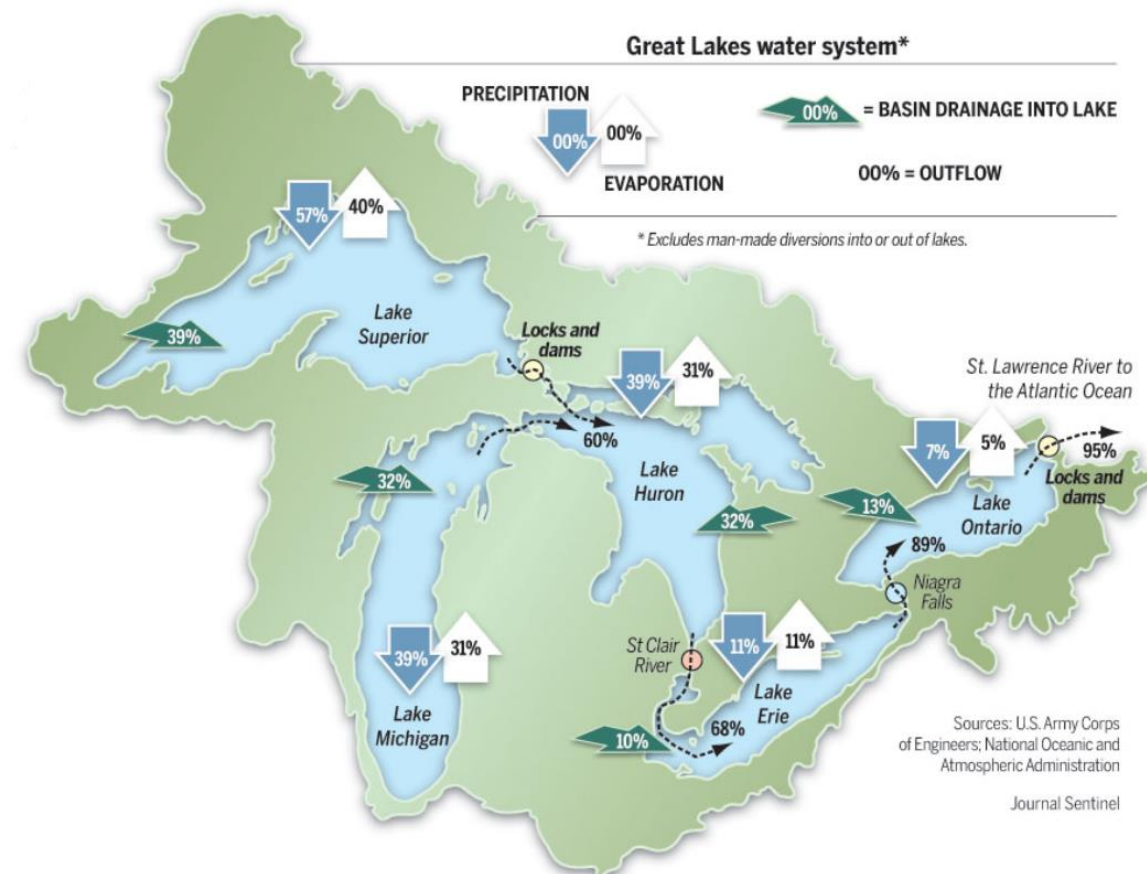 Great Lakes water system*
PRECIPITATION
00%
00%
EVAPORATION
00%
= BASIN DRAINAGE INTO LAKE
00% = OUTFLOW
* Excludes man-made diversions into or out of lakes.
57%
40%
39%
Lake
Superior
Locks and
dams
39%
31%
60%
Lake
Huron
32%
32%
St. Lawrence River to
the Atlantic Ocean
7%
5%
95%
Locks and
dams
13%
Lake
Ontario
89%
Niagra
Falls
39%
31%
Lake
Michigan
St Clair
River
11%
11%
Lake
Erie
68%
10%
Sources: U.S. Army Corps
of Engineers; National Oceanic and
Atmospheric Administration
Journal Sentinel